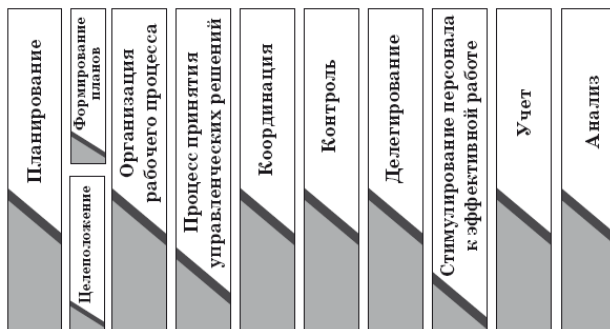 Планирование
Формирование
планов
Целеположение
Организация
рабочего процесса
Процесс принятия
управленческих решений
Координация
Контроль
Делегирование
Стимулирование персонала
к эффективной работе
Учет
Анализ